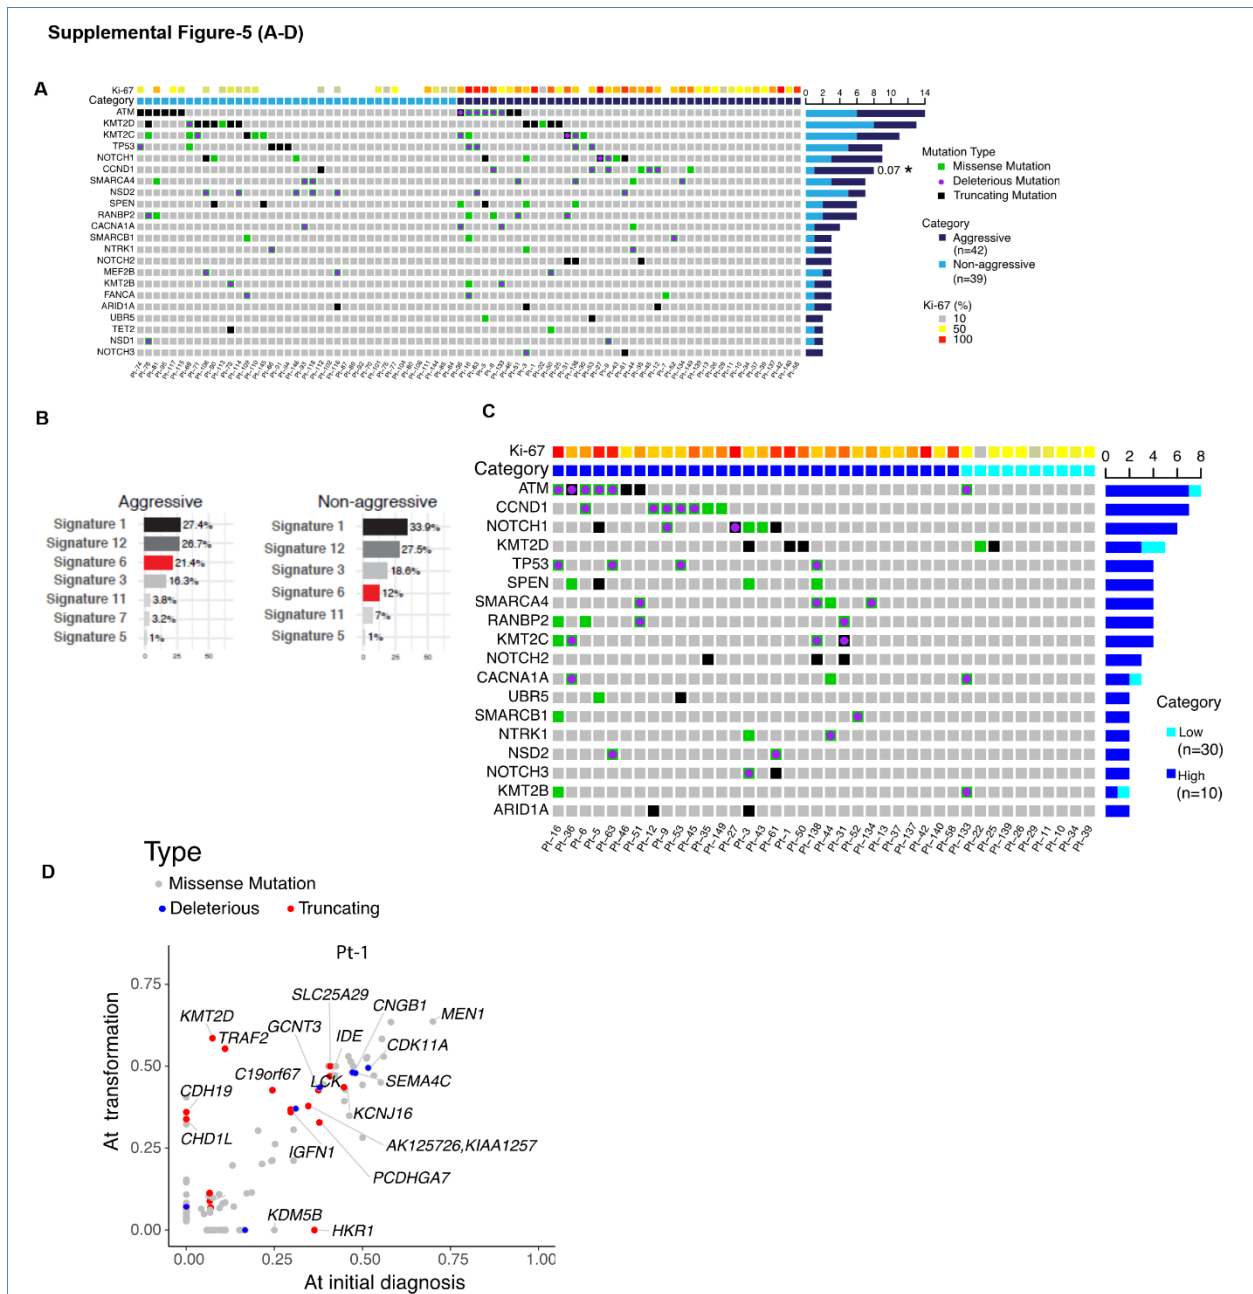 Supplemental Figure-5 (A-D)
A
Ki-67
Category
0 2 4 6 8 10 12 14
ATM
KMT2D
KMT2C
TP53
NOTCH1
CCND1
0.07 *
SMARCA4
NSD2
SPEN
RANBP2
CACNA1A
SMARCB1
NTRK1
NOTCH2
MEF2B
KMT2B
FANCA
ARID1A
UBR5
TET2
NSD1
NOTCH3
Mutation Type
Missense Mutation
Deleterious Mutation
Truncating Mutation
Category
Aggressive
(n=42)
Non-aggressive
(n=39)
Ki-67 (%)
10
50
100
B
Aggressive
Signature 1 27.4%
Signature 12 26.7%
Signature 6 21.4%
Signature 3 16.3%
Signature 11 3.8%
Signature 7 3.2%
Signature 5 1%
0 25 50
Non-aggressive
Signature 1 33.9%
Signature 12 27.5%
Signature 3 18.6%
Signature 6 12%
Signature 11 7%
Signature 5 1%
0 25 50
C
Ki-67
Category
0 2 4 6 8
ATM
CCND1
NOTCH1
KMT2D
TP53
SPEN
SMARCA4
RANBP2
KMT2C
NOTCH2
CACNA1A
UBR5
SMARCB1
NTRK1
NSD2
NOTCH3
KMT2B
ARID1A
Pt-16 Pt-36 Pt-6 Pt-5 Pt-63 Pt-46 Pt-51 Pt-12 Pt-9 Pt-53 Pt-45 Pt-35 Pt-149 Pt-27 Pt-3 Pt-43 Pt-61 Pt-1 Pt-50 Pt-138 Pt-44 Pt-31 Pt-52 Pt-134 Pt-13 Pt-37 Pt-137 Pt-42 Pt-140 Pt-58 Pt-133 Pt-22 Pt-25 Pt-139 Pt-26 Pt-29 Pt-11 Pt-10 Pt-34 Pt-39
Category
Low
(n=30)
High
(n=10)
D
Type
Missense Mutation
Deleterious Truncating
Pt-1
At transformation
0.75
0.50
0.25
0.00
SLC25A29
CNGB1
MEN1
KMT2D
GCNT3
IDE
TRAF2
CDK11A
C19orf67
LCK
SEMA4C
CDH19
KCNJ16
CHD1L
IGFN1
AK125726,KIAA1257
PCDHGA7
KDM5B
HKR1
0.00 0.25 0.50 0.75 1.00
At initial diagnosis